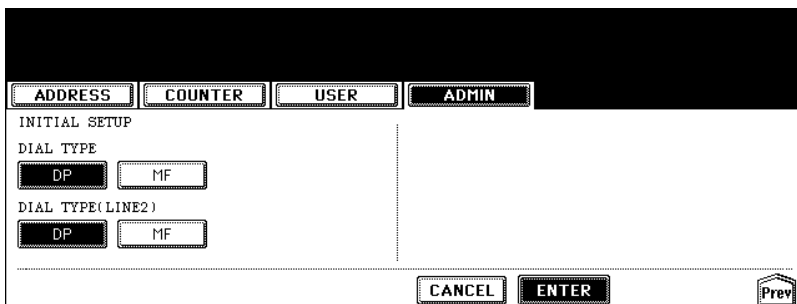 ADDRESS COUNTER USER ADMIN
INITIAL SETUP
DIAL TYPE
DP MF
DIAL TYPE(LINE2)
DP MF
CANCEL ENTER Prev